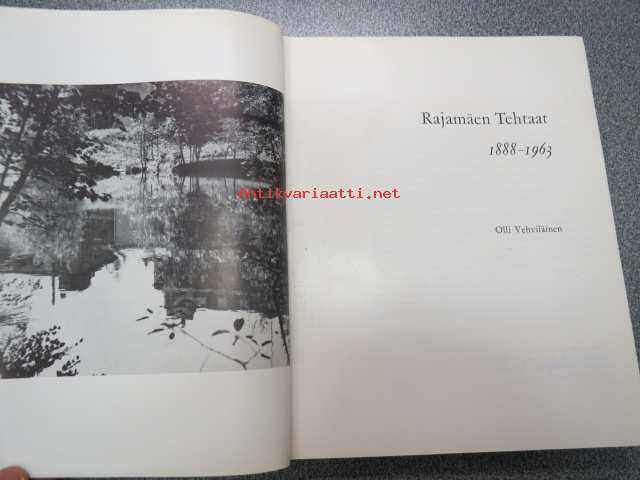 Rajamäen Tehtaat
1888–1963
Antikvariaatti.net
Olli Vehviläinen